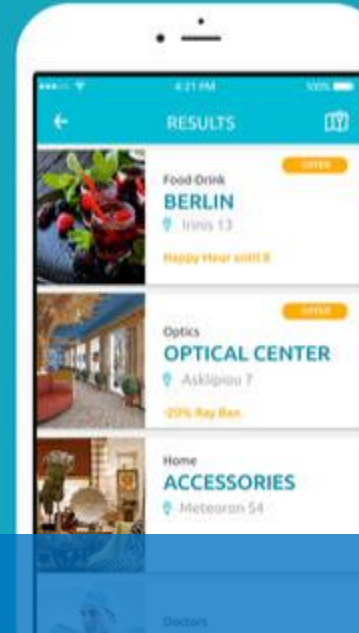 4:21 PM
100%
RESULTS
OFFER
Food-Drink
BERLIN
Irinis 13
Happy Hour until 8
OFFER
Optics
OPTICAL CENTER
Asklipiou 7
-20% Ray Ban
Home
ACCESSORIES
Meteoron 54
Doctors